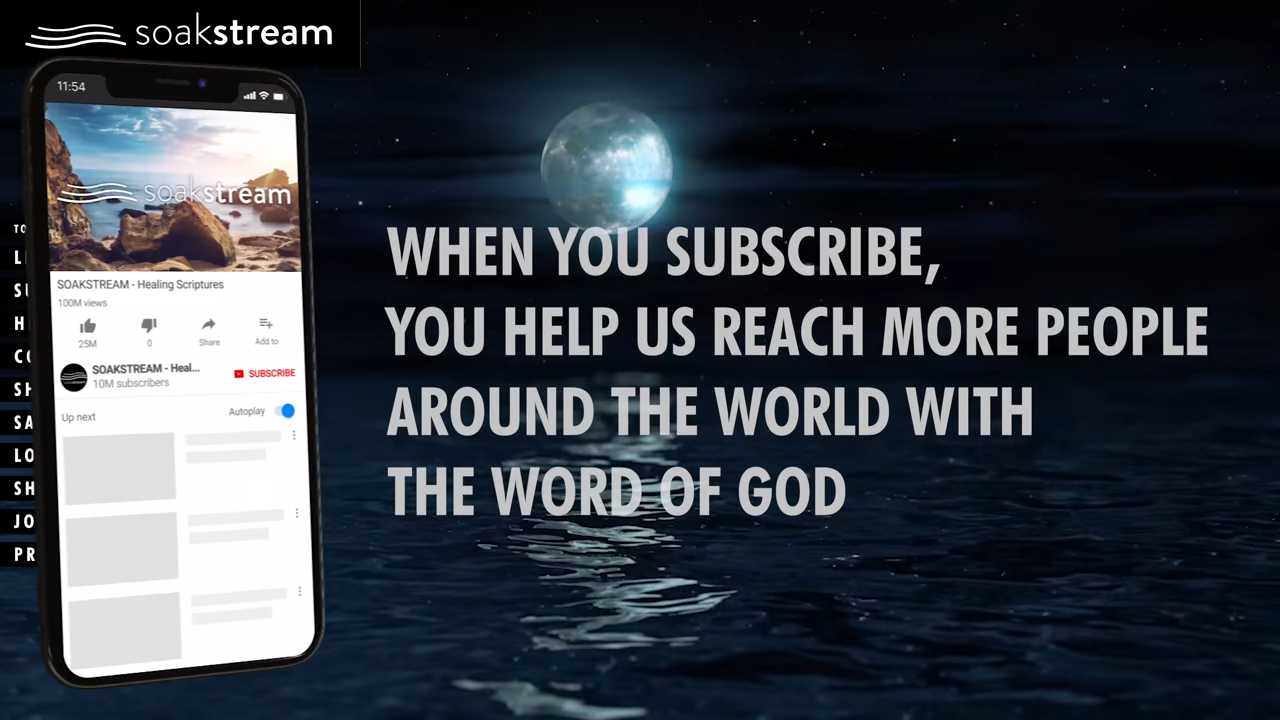 soakstream
11:54
soakstream
SOAKSTREAM - Healing Scriptures
100M views
25M
0
Share
Add to
SOAKSTREAM - Heal...
10M subscribers
SUBSCRIBE
Up next
Autoplay
WHEN YOU SUBSCRIBE,
YOU HELP US REACH MORE PEOPLE
AROUND THE WORLD WITH
THE WORD OF GOD